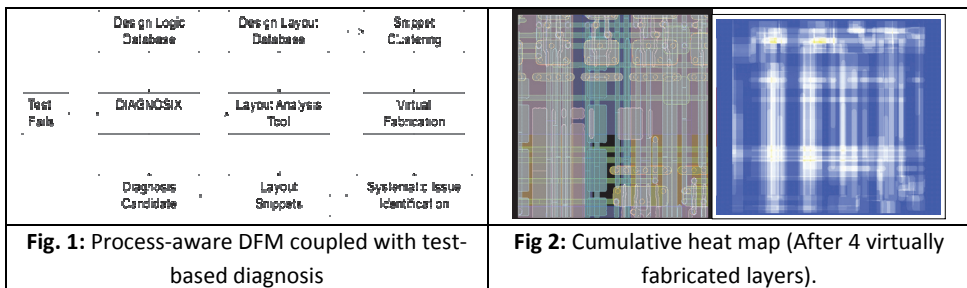 Design Logic
Database
Design Layout
Database
Snippet
Clustering
Test
Fails
DIAGNOSIX
Layout Analysis
Tool
Virtual
Fabrication
Diagnosis
Candidate
Layout
Snippets
Systematic Issue
Identification
Fig. 1: Process-aware DFM coupled with test-
based diagnosis
Fig 2: Cumulative heat map (After 4 virtually
fabricated layers).